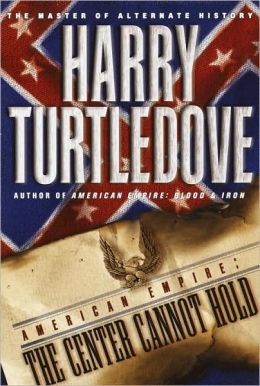 THE MASTER OF ALTERNATE HISTORY
HARRY
TURTLEDOVE
AUTHOR OF AMERICAN EMPIRE: BLOOD & IRON
AMERICAN EMPIRE:
THE CENTER CANNOT HOLD